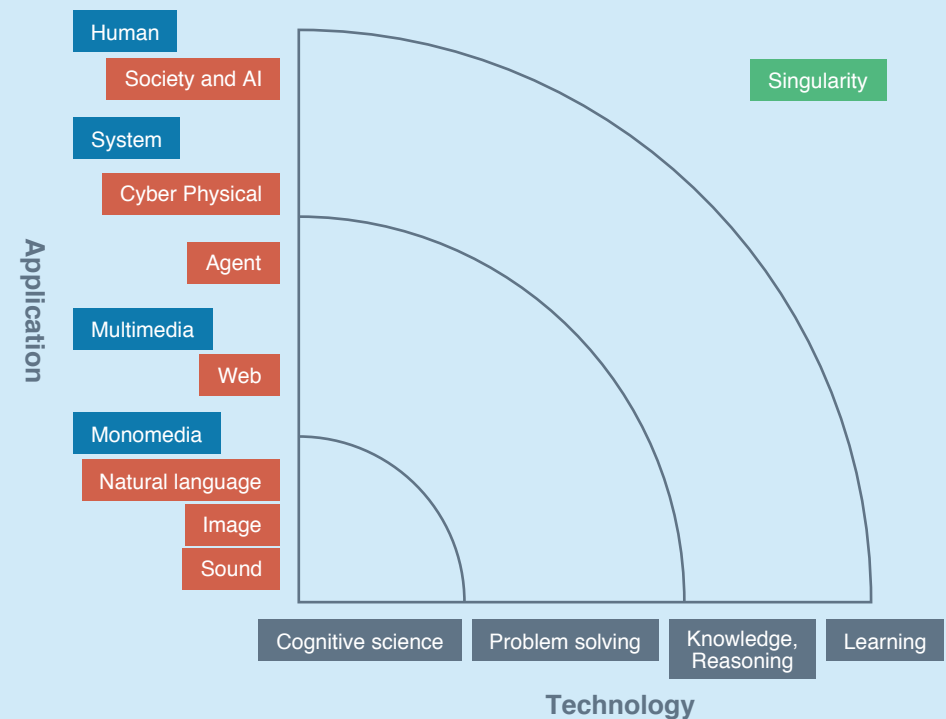 Human
Society and AI
Singularity
System
Cyber Physical
Agent
Application
Multimedia
Web
Monomedia
Natural language
Image
Sound
Cognitive science
Problem solving
Knowledge,
Reasoning
Learning
Technology